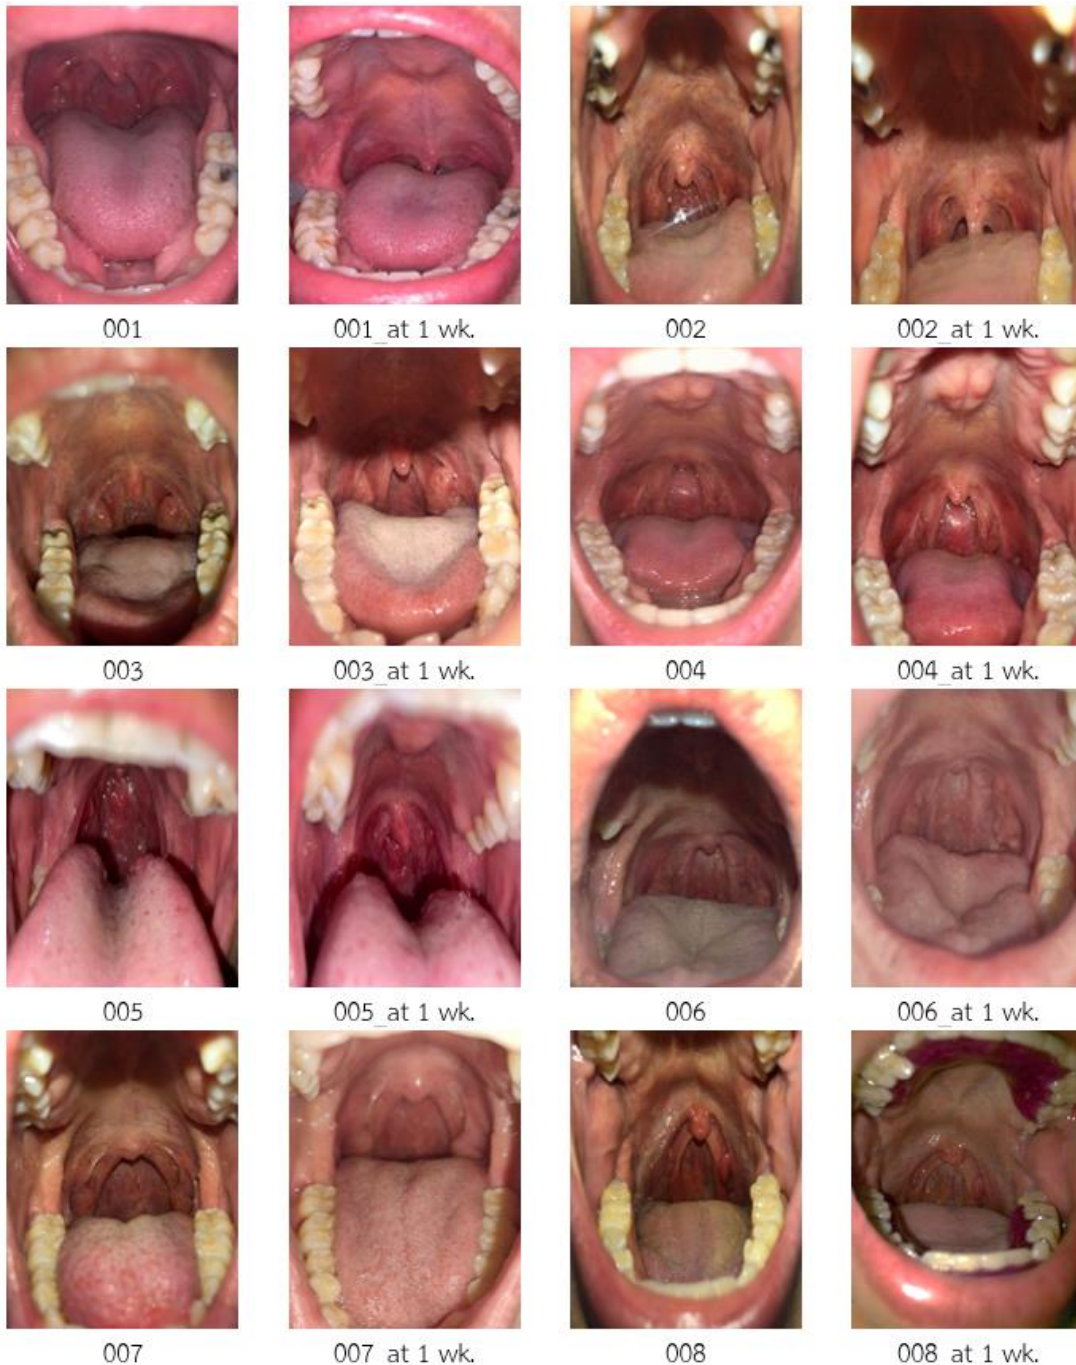 001 001_at 1 wk. 002 002_at 1 wk.
003 003_at 1 wk. 004 004_at 1 wk.
005 005_at 1 wk. 006 006_at 1 wk.
007 007_at 1 wk. 008 008_at 1 wk.